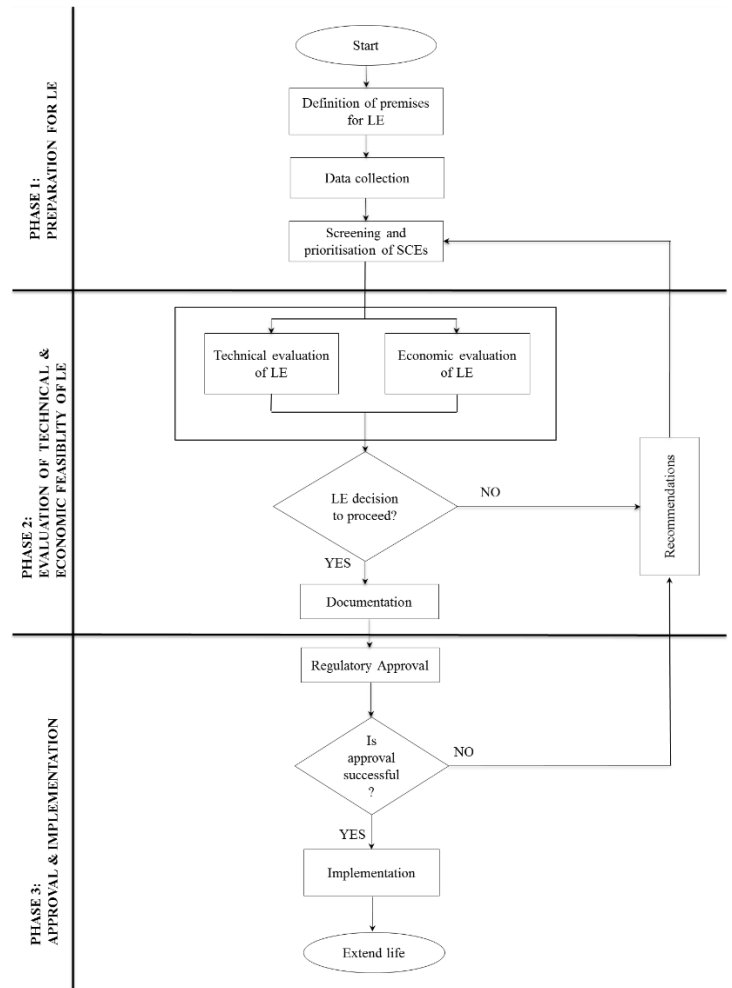 PHASE 1:
PREPARATION FOR LE
Start
Definition of premises
for LE
Data collection
Screening and
prioritisation of SCEs
PHASE 2:
EVALUATION OF TECHNICAL &
ECONOMIC FEASIBLITY OF LE
Technical evaluation
of LE
Economic evaluation
of LE
LE decision
to proceed?
NO
Recommendations
YES
Documentation
PHASE 3:
APPROVAL & IMPLEMENTATION
Regulatory Approval
Is
approval
successful
?
NO
YES
Implementation
Extend life